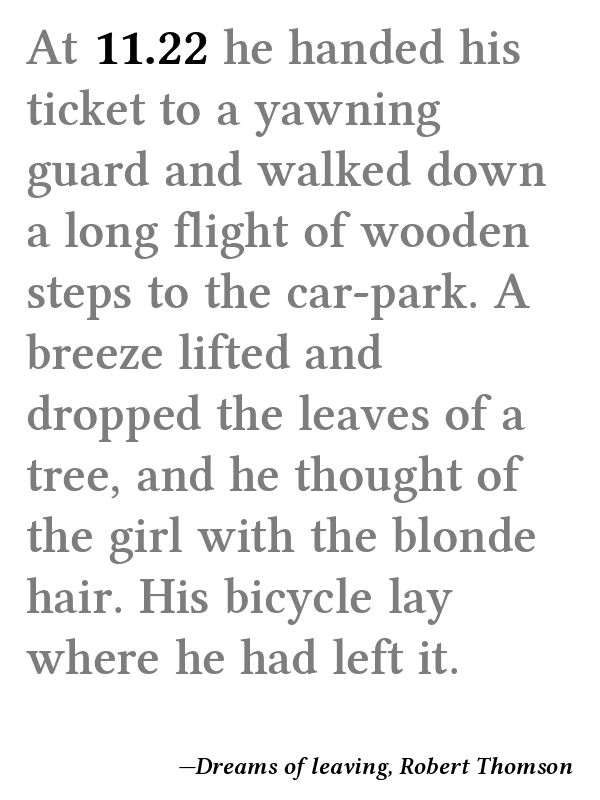 At 11.22 he handed his
ticket to a yawning
guard and walked down
a long flight of wooden
steps to the car-park. A
breeze lifted and
dropped the leaves of a
tree, and he thought of
the girl with the blonde
hair. His bicycle lay
where he had left it.
—Dreams of leaving, Robert Thomson